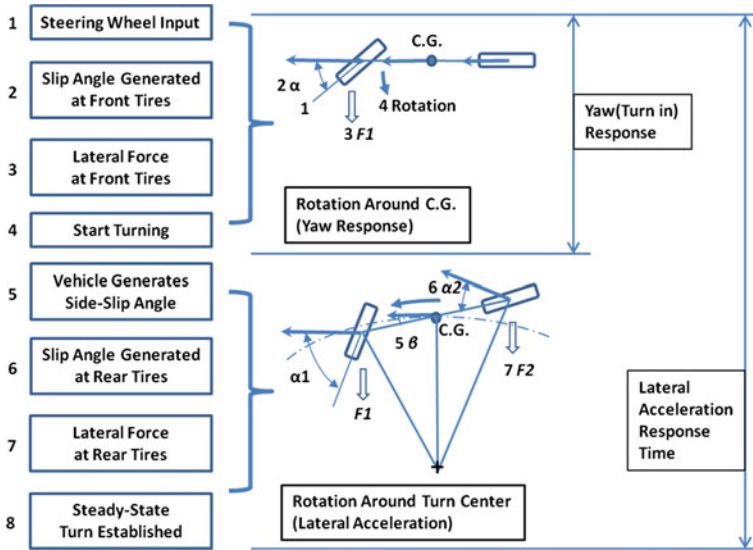 1 Steering Wheel Input
2 Slip Angle Generated
at Front Tires
3 Lateral Force
at Front Tires
4 Start Turning
5 Vehicle Generates
Side-Slip Angle
6 Slip Angle Generated
at Rear Tires
7 Lateral Force
at Rear Tires
8 Steady-State
Turn Established
C.G.
2 α
1
4 Rotation
3 F1
Rotation Around C.G.
(Yaw Response)
Yaw(Turn in)
Response
6 α2
C.G.
5 β
α1
F1
7 F2
Rotation Around Turn Center
(Lateral Acceleration)
Lateral
Acceleration
Response
Time